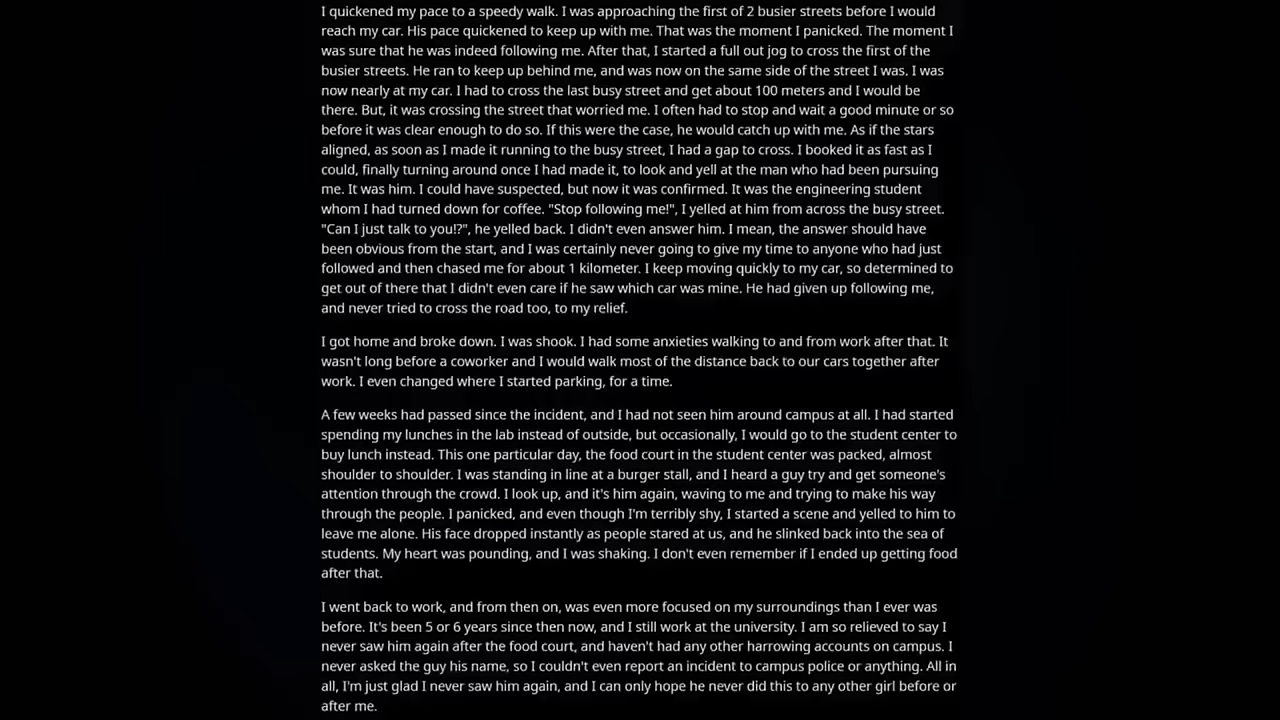 I quickened my pace to a speedy walk. I was approaching the first of 2 busier streets before I would
reach my car. His pace quickened to keep up with me. That was the moment I panicked. The moment I
was sure that he was indeed following me. After that, I started a full out jog to cross the first of the
busier streets. He ran to keep up behind me, and was now on the same side of the street I was. I was
now nearly at my car. I had to cross the last busy street and get about 100 meters and I would be
there. But, it was crossing the street that worried me. I often had to stop and wait a good minute or so
before it was clear enough to do so. If this were the case, he would catch up with me. As if the stars
aligned, as soon as I made it running to the busy street, I had a gap to cross. I booked it as fast as I
could, finally turning around once I had made it, to look and yell at the man who had been pursuing
me. It was him. I could have suspected, but now it was confirmed. It was the engineering student
whom I had turned down for coffee. "Stop following me!", I yelled at him from across the busy street.
"Can I just talk to you!?", he yelled back. I didn't even answer him. I mean, the answer should have
been obvious from the start, and I was certainly never going to give my time to anyone who had just
followed and then chased me for about 1 kilometer. I keep moving quickly to my car, so determined to
get out of there that I didn't even care if he saw which car was mine. He had given up following me,
and never tried to cross the road too, to my relief.
I got home and broke down. I was shook. I had some anxieties walking to and from work after that. It
wasn't long before a coworker and I would walk most of the distance back to our cars together after
work. I even changed where I started parking, for a time.
A few weeks had passed since the incident, and I had not seen him around campus at all. I had started
spending my lunches in the lab instead of outside, but occasionally, I would go to the student center to
buy lunch instead. This one particular day, the food court in the student center was packed, almost
shoulder to shoulder. I was standing in line at a burger stall, and I heard a guy try and get someone's
attention through the crowd. I look up, and it's him again, waving to me and trying to make his way
through the people. I panicked, and even though I'm terribly shy, I started a scene and yelled to him to
leave me alone. His face dropped instantly as people stared at us, and he slinked back into the sea of
students. My heart was pounding, and I was shaking. I don't even remember if I ended up getting food
after that.
I went back to work, and from then on, was even more focused on my surroundings than I ever was
before. It's been 5 or 6 years since then now, and I still work at the university. I am so relieved to say I
never saw him again after the food court, and haven't had any other harrowing accounts on campus. I
never asked the guy his name, so I couldn't even report an incident to campus police or anything. All in
all, I'm just glad I never saw him again, and I can only hope he never did this to any other girl before or
after me.